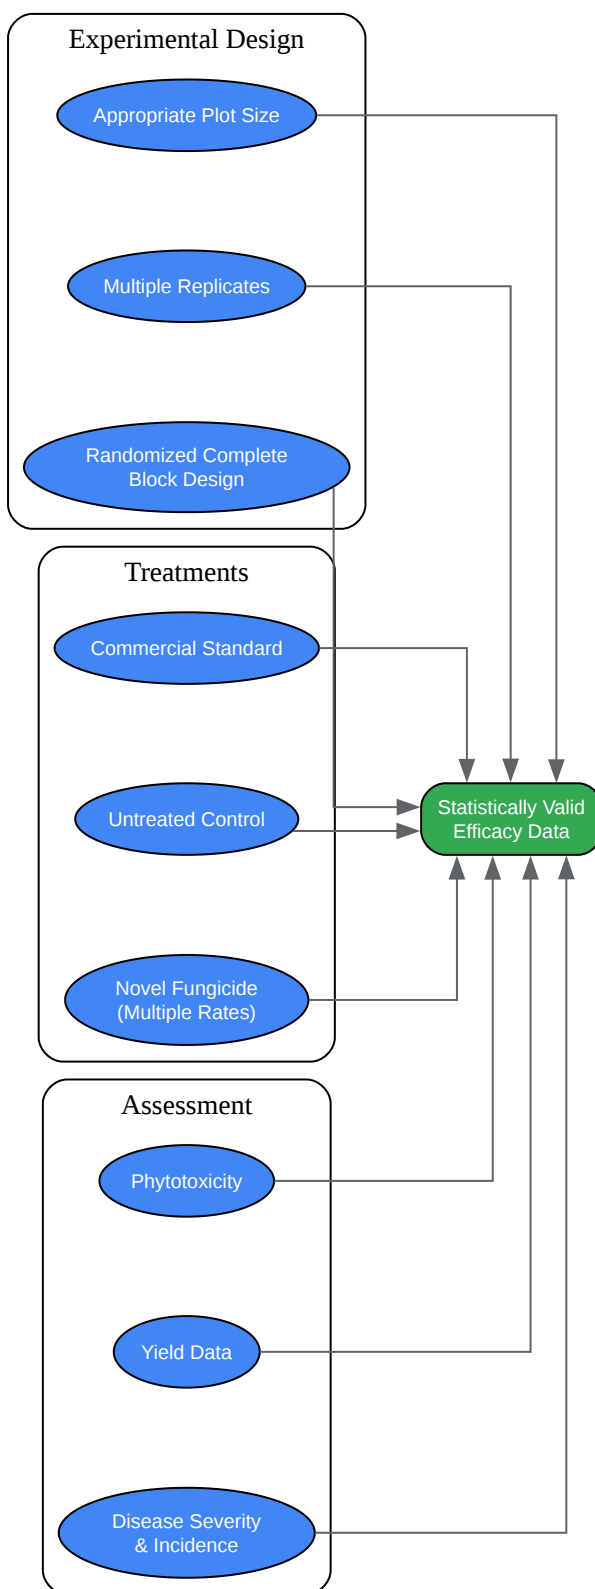 Experimental Design
Appropriate Plot Size
Multiple Replicates
Randomized Complete
Block Design
Treatments
Commercial Standard
Untreated Control
Novel Fungicide
(Multiple Rates)
Statistically Valid
Efficacy Data
Assessment
Phytotoxicity
Yield Data
Disease Severity
& Incidence